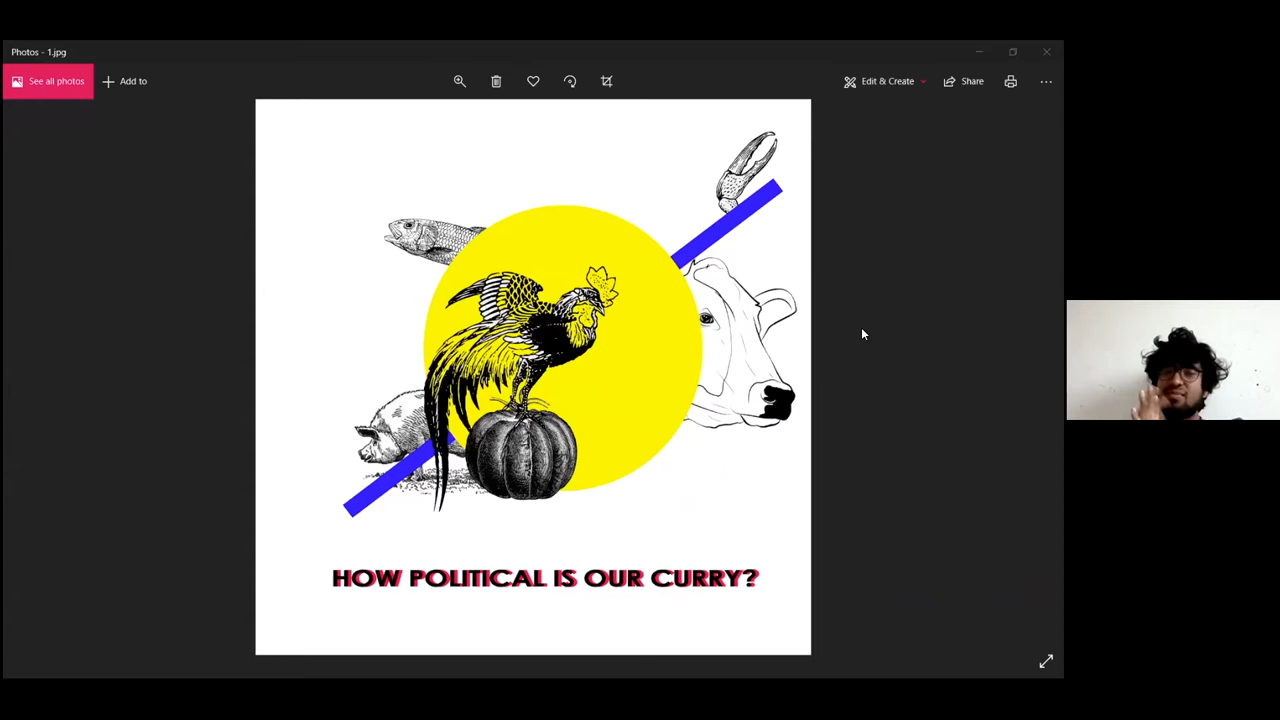 Photos - 1.jpg
See all photos
Add to
Edit & Create
Share
HOW POLITICAL IS OUR CURRY?